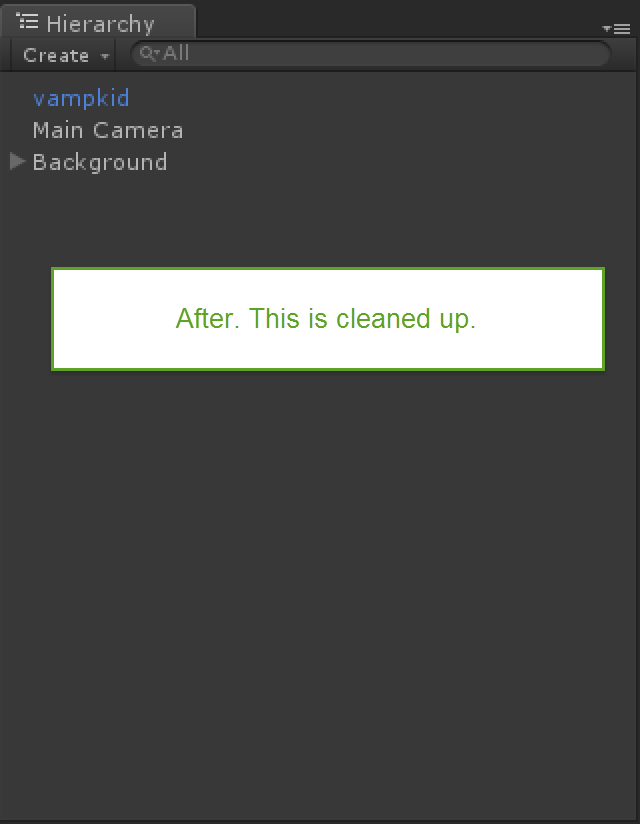 Hierarchy
Create
All
vampkid
Main Camera
Background
After. This is cleaned up.